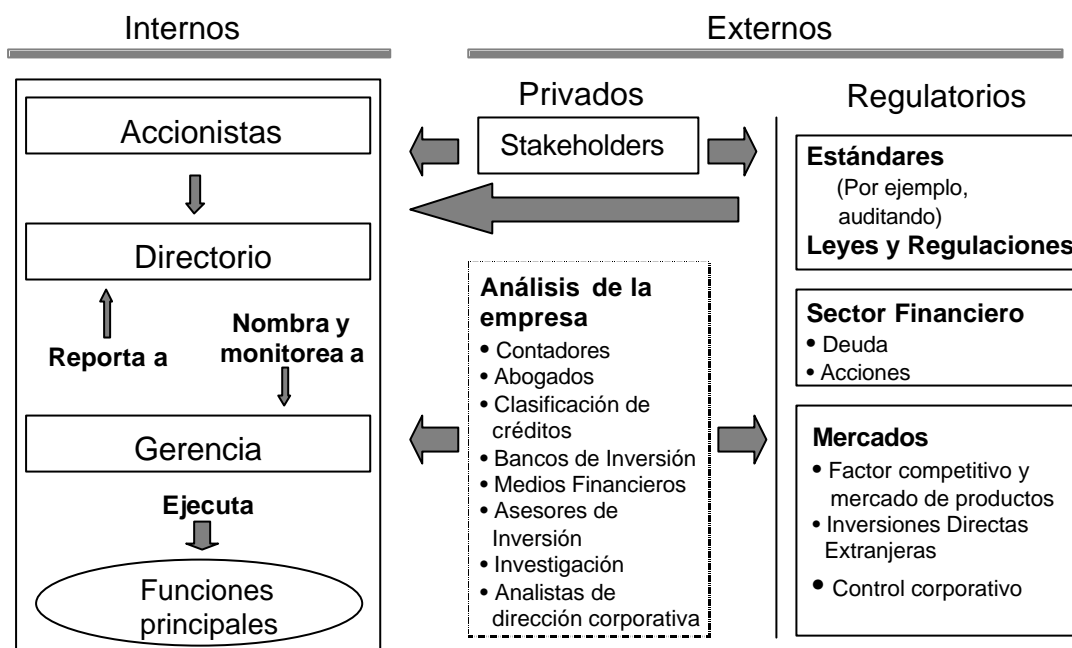 Internos
Accionistas
Directorio
Reporta a
Nombra y
monitorea a
Gerencia
Ejecuta
Funciones
principales
Externos
Privados
Stakeholders
Análisis de la
empresa
• Contadores
• Abogados
• Clasificación de
créditos
• Bancos de Inversión
• Medios Financieros
• Asesores de
Inversión
• Investigación
• Analistas de
dirección corporativa
Regulatorios
Estándares
(Por ejemplo,
auditando)
Leyes y Regulaciones
Sector Financiero
• Deuda
• Acciones
Mercados
• Factor competitivo y
mercado de productos
• Inversiones Directas
Extranjeras
• Control corporativo